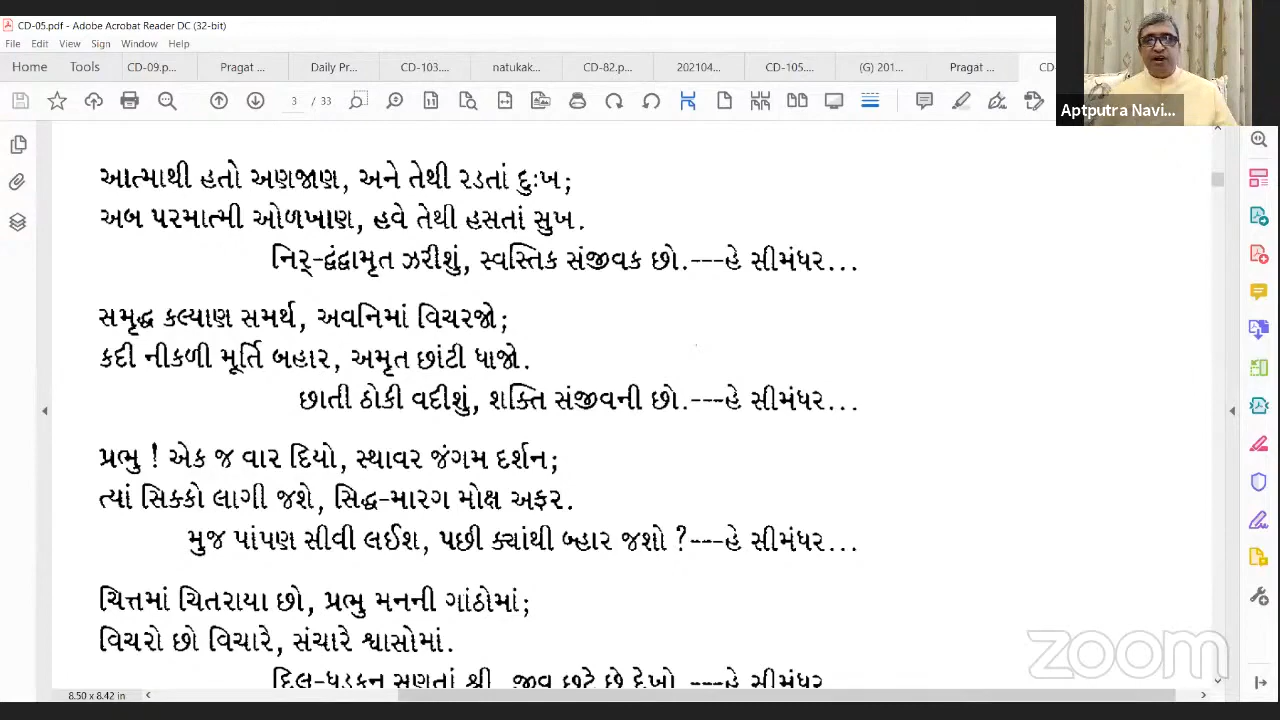 CD-05.pdf - Adobe Acrobat Reader DC (32-bit)
File Edit View Sign Window Help
Home Tools CD-09.p... Pragat ... Daily Pr CD-103. natukak... CD-82.p... 202104. CD-105. (G) 201... Pragat ... CD-
3 / 33
Aptputra Navi...
આત્માથી હતો અણજાણ, અને તેથી રડતાં દુઃખ;
અબ પરમાત્મી ઓળખાણ, હવે તેથી હસતાં સુખ.
નિર્-દ્વંદ્વામૃત ઝરીશું, સ્વસ્તિક સંજીવક છો.---હે સીમંધર...
સમૃદ્ધ કલ્યાણ સમર્થ, અવનિમાં વિચરજો;
કદી નીકળી મૂર્તિ બહાર, અમૃત છાંટી ધાજો.
છાતી ઠોકી વદીશું, શક્તિ સંજીવની છો.---હે સીમંધર...
પ્રભુ ! એક જ વાર દિયો, સ્થાવર જંગમ દર્શન;
ત્યાં સિક્કો લાગી જશે, સિદ્ધ-મારગ મોક્ષ અફર.
મુજ પાંપણ સીવી લઈશ, પછી ક્યાંથી બ્હાર જશો ?---હે સીમંધર...
ચિત્તમાં ચિતરાયા છો, પ્રભુ મનની ગાંઠોમાં;
વિચરો છો વિચારે, સંચારે શ્વાસોમાં.
દિલ-ધડકન સુણતાં શ્રી, જીવ છૂટે છે દેખો.---હે સીમંધર
zoom
8.50 x 8.42 in